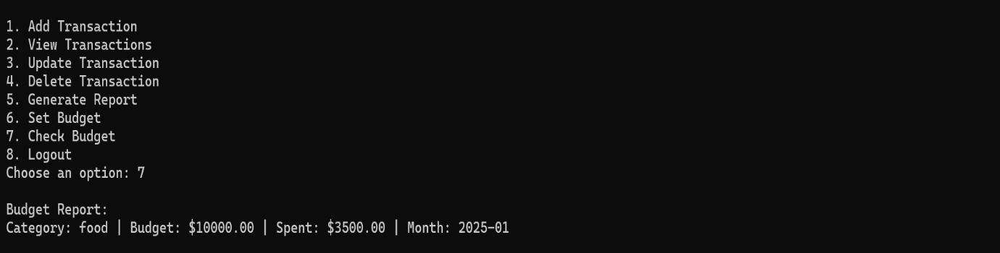 1. Add Transaction
2. View Transactions
3. Update Transaction
4. Delete Transaction
5. Generate Report
6. Set Budget
7. Check Budget
8. Logout
Choose an option: 7
Budget Report:
Category: food | Budget: $10000.00 | Spent: $3500.00 | Month: 2025-01